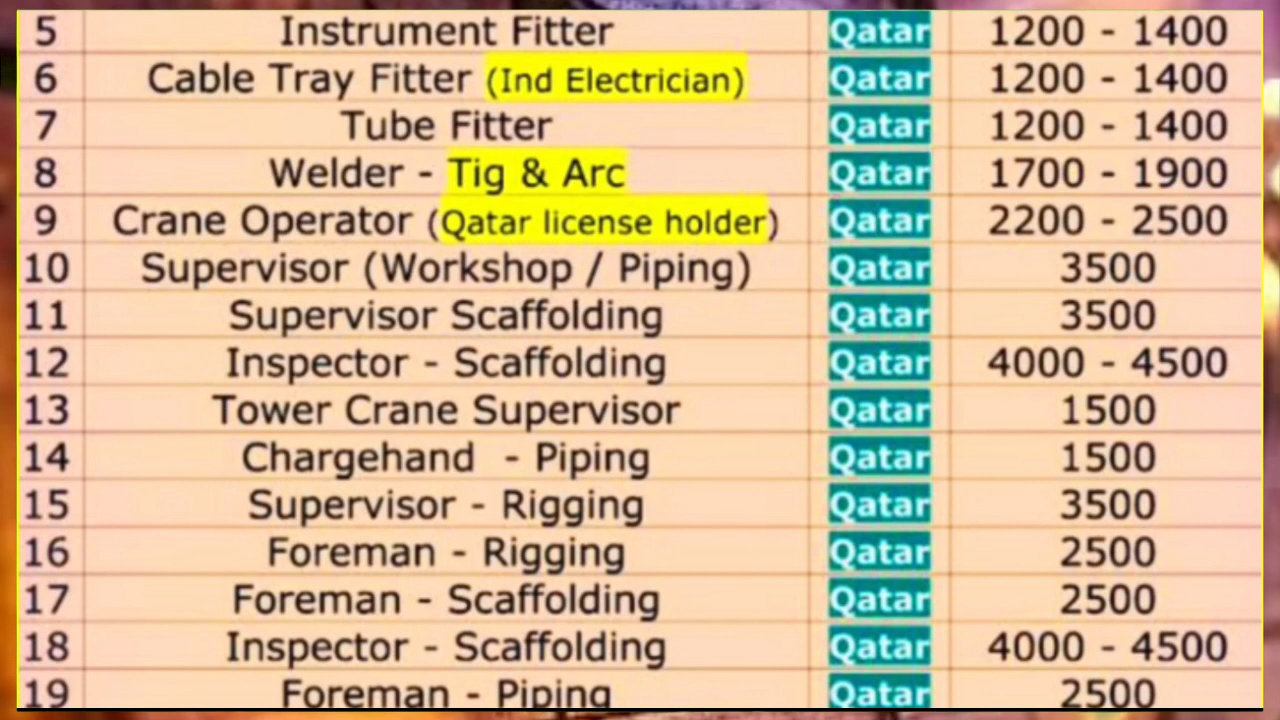 5 Instrument Fitter Qatar 1200 - 1400
6 Cable Tray Fitter (Ind Electrician) Qatar 1200 - 1400
7 Tube Fitter Qatar 1200 - 1400
8 Welder - Tig & Arc Qatar 1700 - 1900
9 Crane Operator (Qatar license holder) Qatar 2200 - 2500
10 Supervisor (Workshop / Piping) Qatar 3500
11 Supervisor Scaffolding Qatar 3500
12 Inspector - Scaffolding Qatar 4000 - 4500
13 Tower Crane Supervisor Qatar 1500
14 Chargehand - Piping Qatar 1500
15 Supervisor - Rigging Qatar 3500
16 Foreman - Rigging Qatar 2500
17 Foreman - Scaffolding Qatar 2500
18 Inspector - Scaffolding Qatar 4000 - 4500
19 Foreman - Piping Qatar 2500